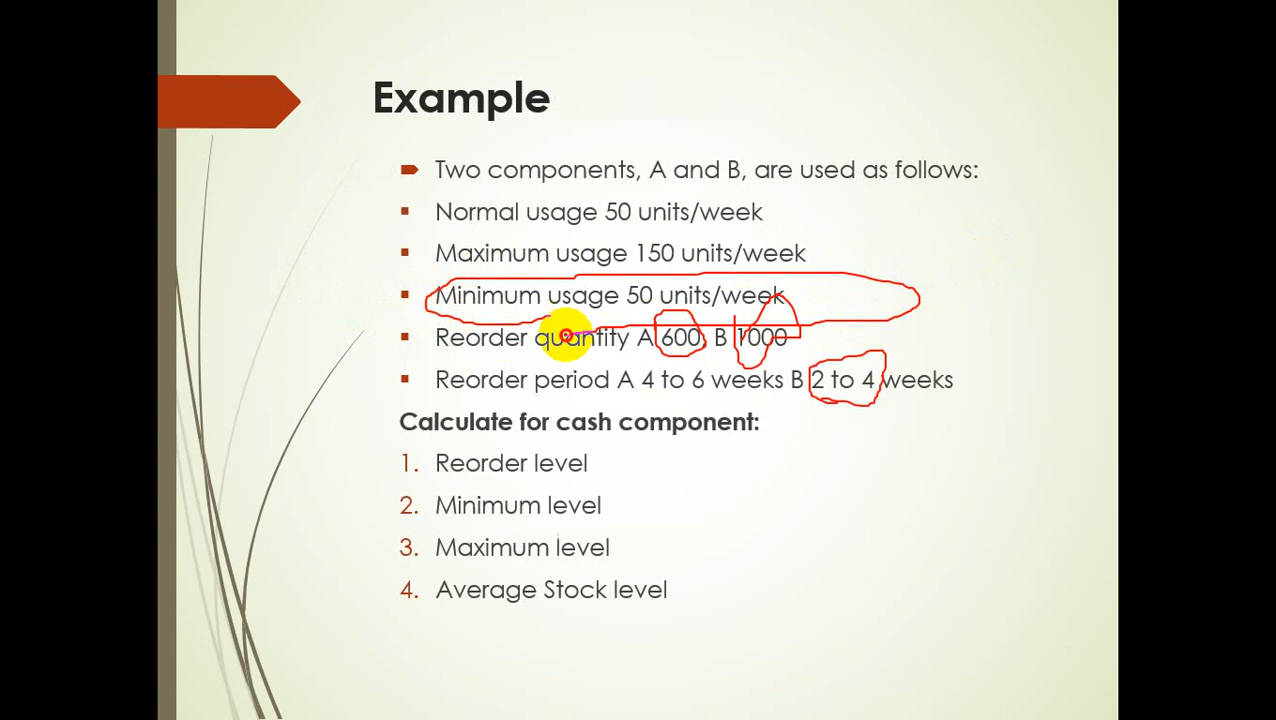 Example
Two components, A and B, are used as follows:
Normal usage 50 units/week
Maximum usage 150 units/week
Minimum usage 50 units/week
Reorder quantity A 600, B 1000
Reorder period A 4 to 6 weeks B 2 to 4 weeks
Calculate for cash component:
1. Reorder level
2. Minimum level
3. Maximum level
4. Average Stock level